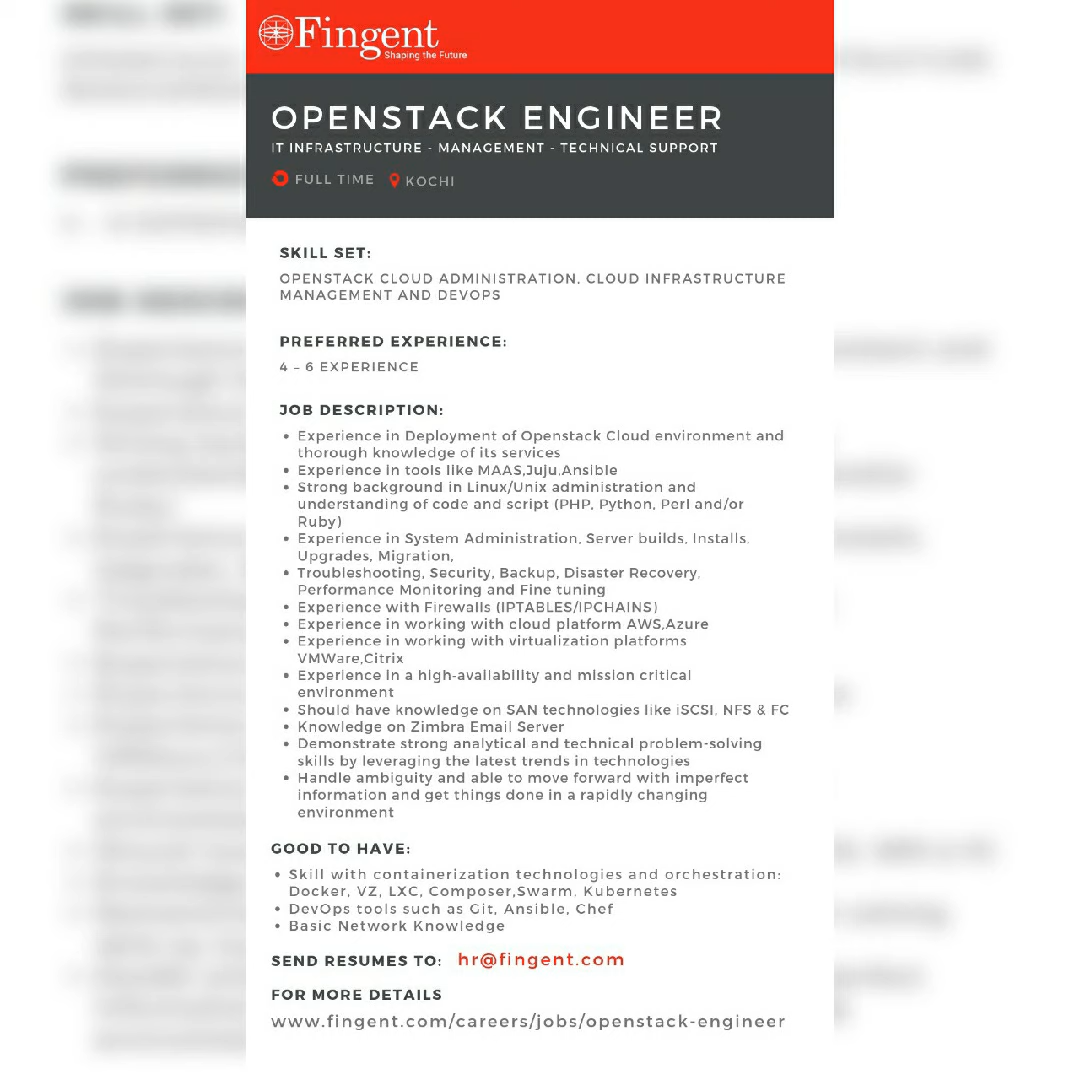 Fingent
Shaping the Future
OPENSTACK ENGINEER
IT INFRASTRUCTURE - MANAGEMENT - TECHNICAL SUPPORT
FULL TIME KOCHI
SKILL SET:
OPENSTACK CLOUD ADMINISTRATION, CLOUD INFRASTRUCTURE
MANAGEMENT AND DEVOPS
PREFERRED EXPERIENCE:
4 – 6 EXPERIENCE
JOB DESCRIPTION:
• Experience in Deployment of Openstack Cloud environment and
thorough knowledge of its services
• Experience in tools like MAAS,Juju,Ansible
• Strong background in Linux/Unix administration and
understanding of code and script (PHP, Python, Perl and/or
Ruby)
• Experience in System Administration, Server builds, Installs,
Upgrades, Migration,
• Troubleshooting, Security, Backup, Disaster Recovery,
Performance Monitoring and Fine tuning
• Experience with Firewalls (IPTABLES/IPCHAINS)
• Experience in working with cloud platform AWS,Azure
• Experience in working with virtualization platforms
VMWare,Citrix
• Experience in a high-availability and mission critical
environment
• Should have knowledge on SAN technologies like iSCSI, NFS & FC
• Knowledge on Zimbra Email Server
• Demonstrate strong analytical and technical problem-solving
skills by leveraging the latest trends in technologies
• Handle ambiguity and able to move forward with imperfect
information and get things done in a rapidly changing
environment
GOOD TO HAVE:
• Skill with containerization technologies and orchestration:
Docker, VZ, LXC, Composer,Swarm, Kubernetes
• DevOps tools such as Git, Ansible, Chef
• Basic Network Knowledge
SEND RESUMES TO: hr@fingent.com
FOR MORE DETAILS
www.fingent.com/careers/jobs/openstack-engineer